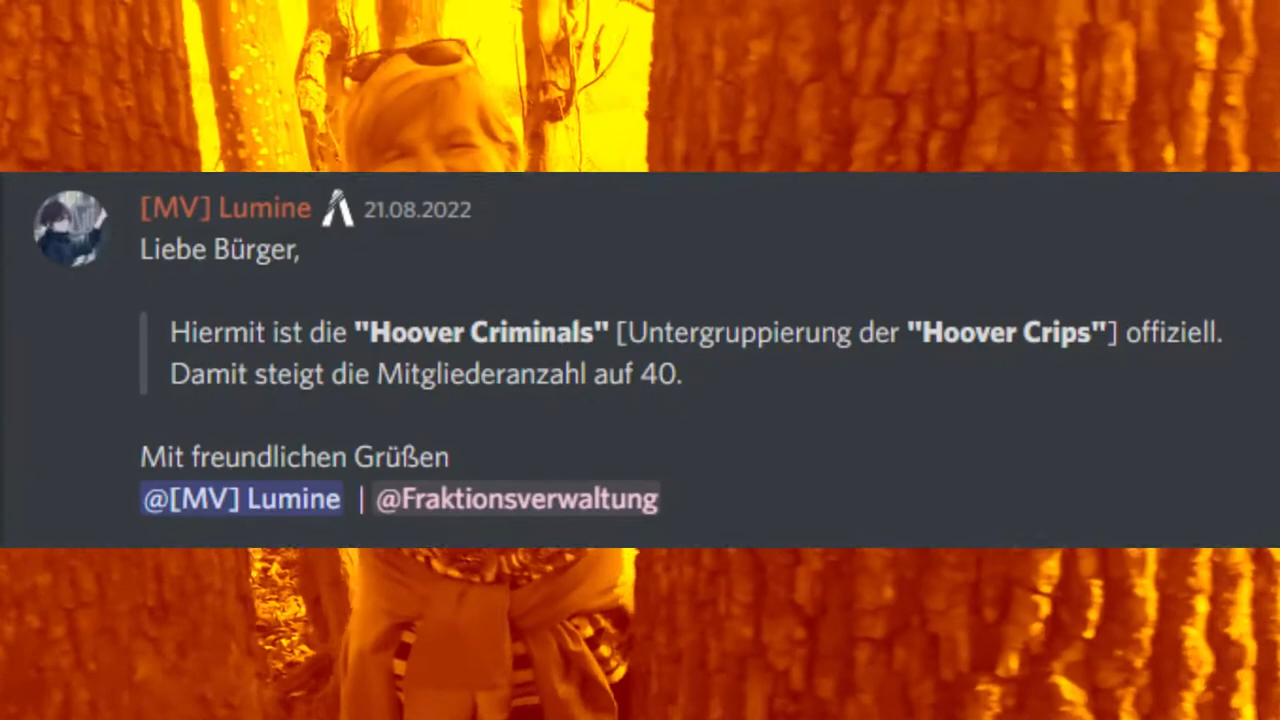 [MV] Lumine 21.08.2022
Liebe Bürger,
Hiermit ist die "Hoover Criminals" [Untergruppierung der "Hoover Crips"] offiziell.
Damit steigt die Mitgliederanzahl auf 40.
Mit freundlichen Grüßen
@[MV] Lumine | @Fraktionsverwaltung